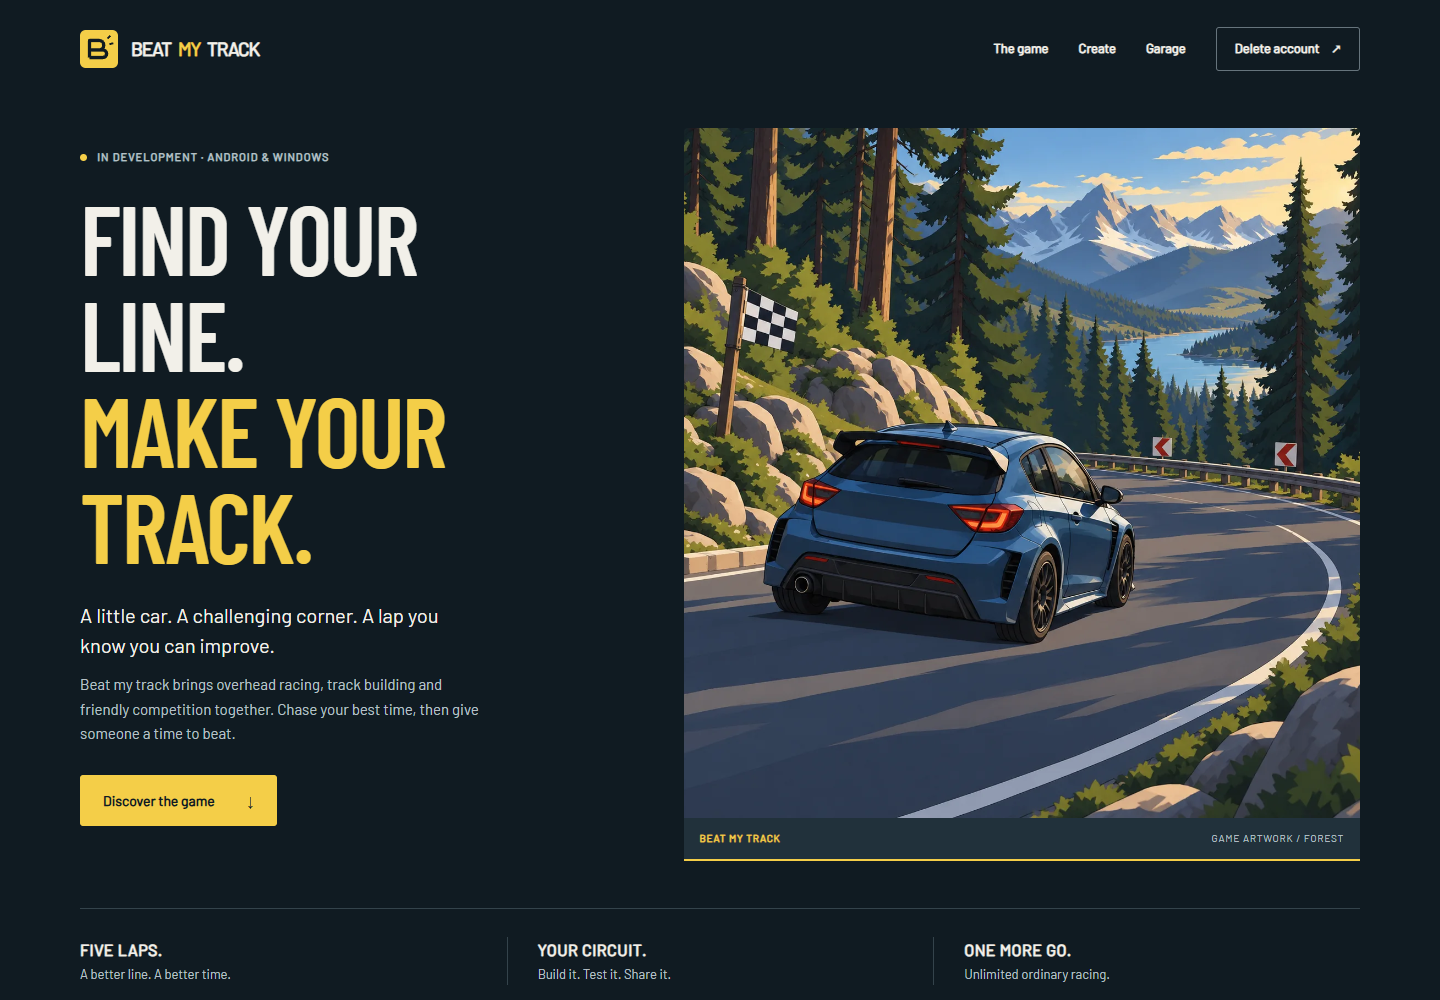 B
BEAT MY TRACK
The game
Create
Garage
Delete account ↗
IN DEVELOPMENT · ANDROID & WINDOWS
FIND YOUR
LINE.
MAKE YOUR
TRACK.
A little car. A challenging corner. A lap you
know you can improve.
Beat my track brings overhead racing, track building and
friendly competition together. Chase your best time, then give
someone a time to beat.
Discover the game ↓
BEAT MY TRACK
GAME ARTWORK / FOREST
FIVE LAPS.
A better line. A better time.
YOUR CIRCUIT.
Build it. Test it. Share it.
ONE MORE GO.
Unlimited ordinary racing.